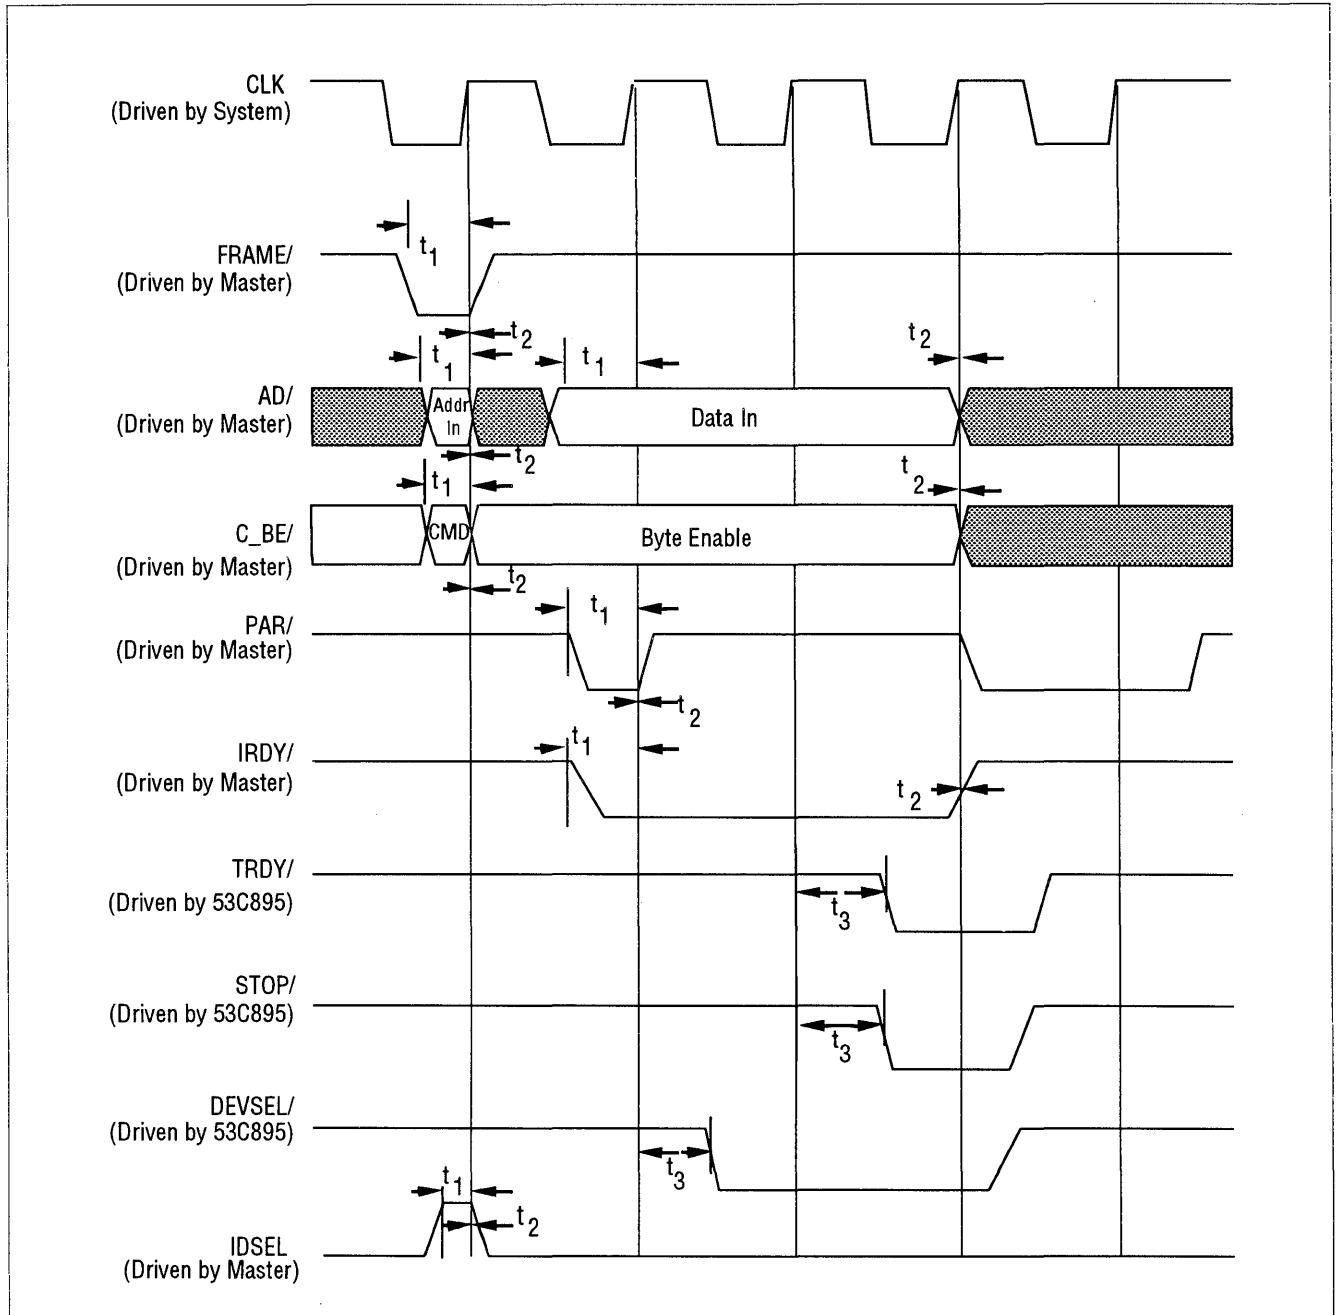 CLK
(Driven by System)
t1
FRAME/
(Driven by Master)
t2
t2
t1
t1
AD/
(Driven by Master)
Addr
In
Data In
t2
t2
t1
C_BE/
(Driven by Master)
CMD
Byte Enable
t2
t1
PAR/
(Driven by Master)
t2
t1
IRDY/
(Driven by Master)
t2
TRDY/
(Driven by 53C895)
t3
STOP/
(Driven by 53C895)
t3
DEVSEL/
(Driven by 53C895)
t3
t1
t2
IDSEL
(Driven by Master)